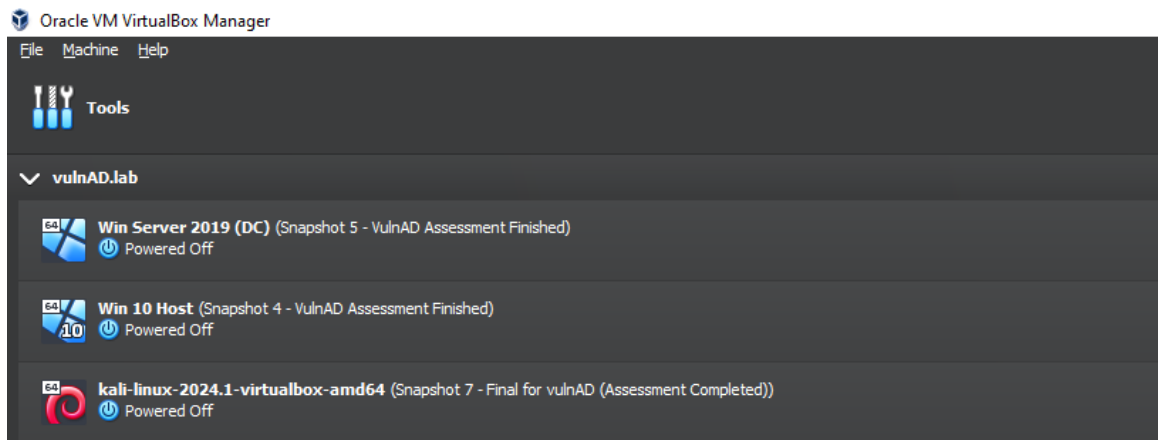 Oracle VM VirtualBox Manager
File Machine Help
Tools
vulnAD.lab
64
Win Server 2019 (DC) (Snapshot 5 - VulnAD Assessment Finished)
Powered Off
64
10
Win 10 Host (Snapshot 4 - VulnAD Assessment Finished)
Powered Off
64
kali-linux-2024.1-virtualbox-amd64 (Snapshot 7 - Final for vulnAD (Assessment Completed))
Powered Off